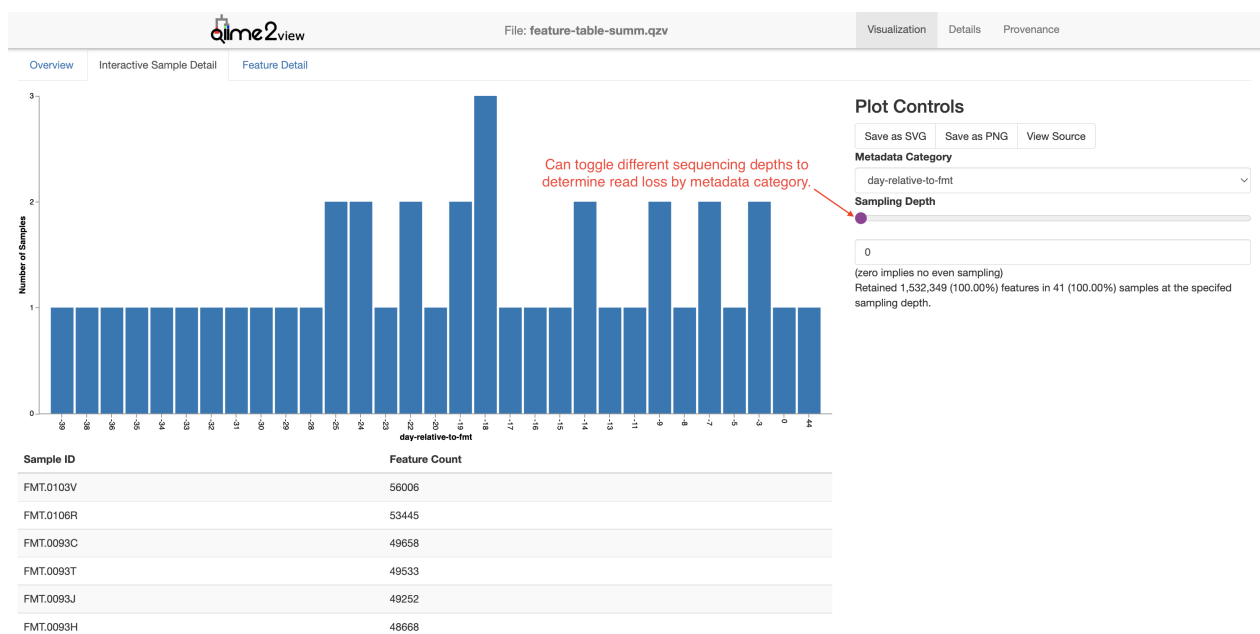 qiime2view
File: feature-table-summ.qzv
Visualization Details Provenance
Overview Interactive Sample Detail Feature Detail
3
2
1
0
Number of Samples
-39 -38 -36 -35 -34 -33 -32 -31 -30 -29 -28 -25 -24 -23 -22 -20 -19 -18 -17 -16 -15 -14 -13 -11 -9 -8 -7 -5 -3 0 44
day-relative-to-fmt
Can toggle different sequencing depths to
determine read loss by metadata category.
Plot Controls
Save as SVG Save as PNG View Source
Metadata Category
day-relative-to-fmt
Sampling Depth
0
(zero implies no even sampling)
Retained 1,532,349 (100.00%) features in 41 (100.00%) samples at the specifed
sampling depth.
Sample ID Feature Count
FMT.0103V 56006
FMT.0106R 53445
FMT.0093C 49658
FMT.0093T 49533
FMT.0093J 49252
FMT.0093H 48668